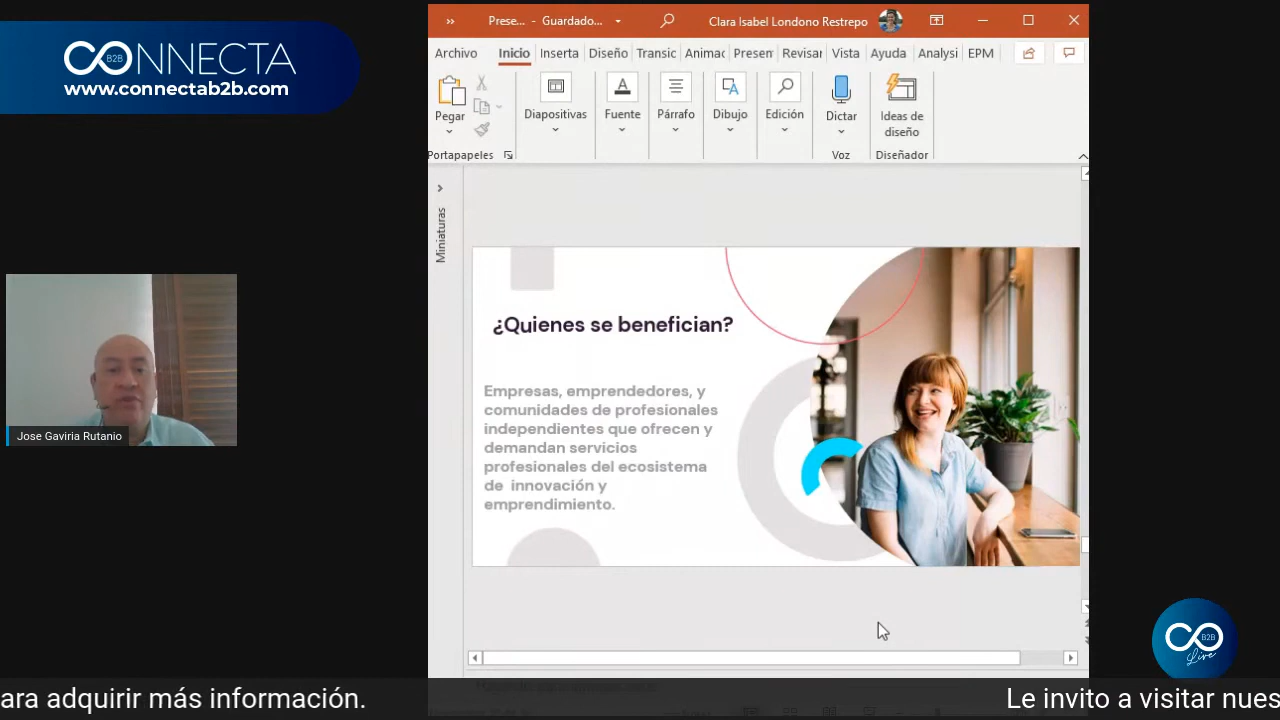 CONNECTA
B2B
www.connectab2b.com
Prese... - Guardado...
Clara Isabel Londono Restrepo
Archivo Inicio Inserta Diseño Transic Animac Presen Revisar Vista Ayuda Analysi EPM
Pegar
Diapositivas
Fuente
Párrafo
Dibujo
Edición
Dictar
Ideas de
diseño
Portapapeles
Voz
Diseñador
Miniaturas
¿Quienes se benefician?
Empresas, emprendedores, y
comunidades de profesionales
independientes que ofrecen y
demandan servicios
profesionales del ecosistema
de innovación y
emprendimiento.
Jose Gaviria Rutanio
CO B2B
Live
ara adquirir más información.
Le invito a visitar nues